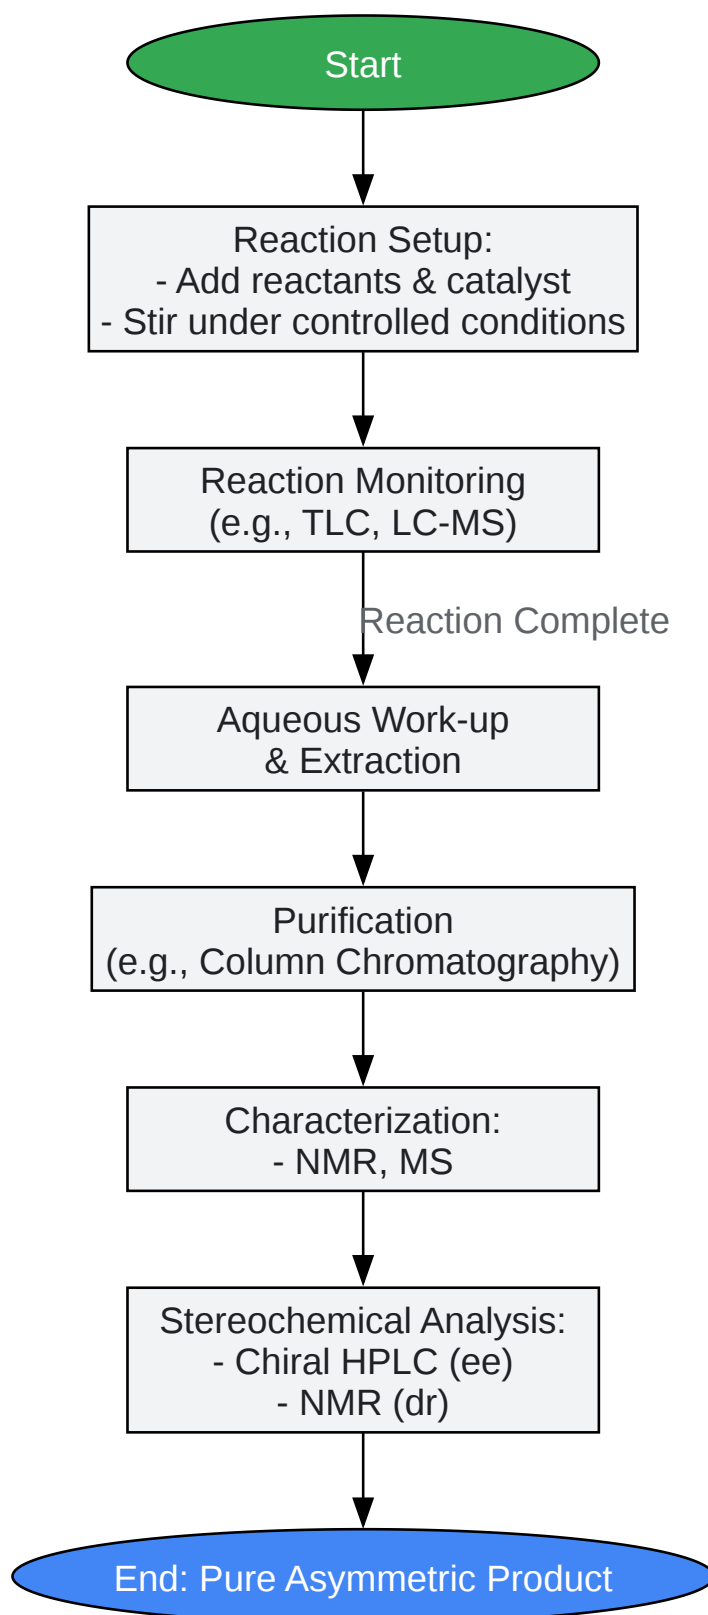 Start
Reaction Setup:
- Add reactants & catalyst
- Stir under controlled conditions
Reaction Monitoring
(e.g., TLC, LC-MS)
Reaction Complete
Aqueous Work-up
& Extraction
Purification
(e.g., Column Chromatography)
Characterization:
- NMR, MS
Stereochemical Analysis:
- Chiral HPLC (ee)
- NMR (dr)
End: Pure Asymmetric Product